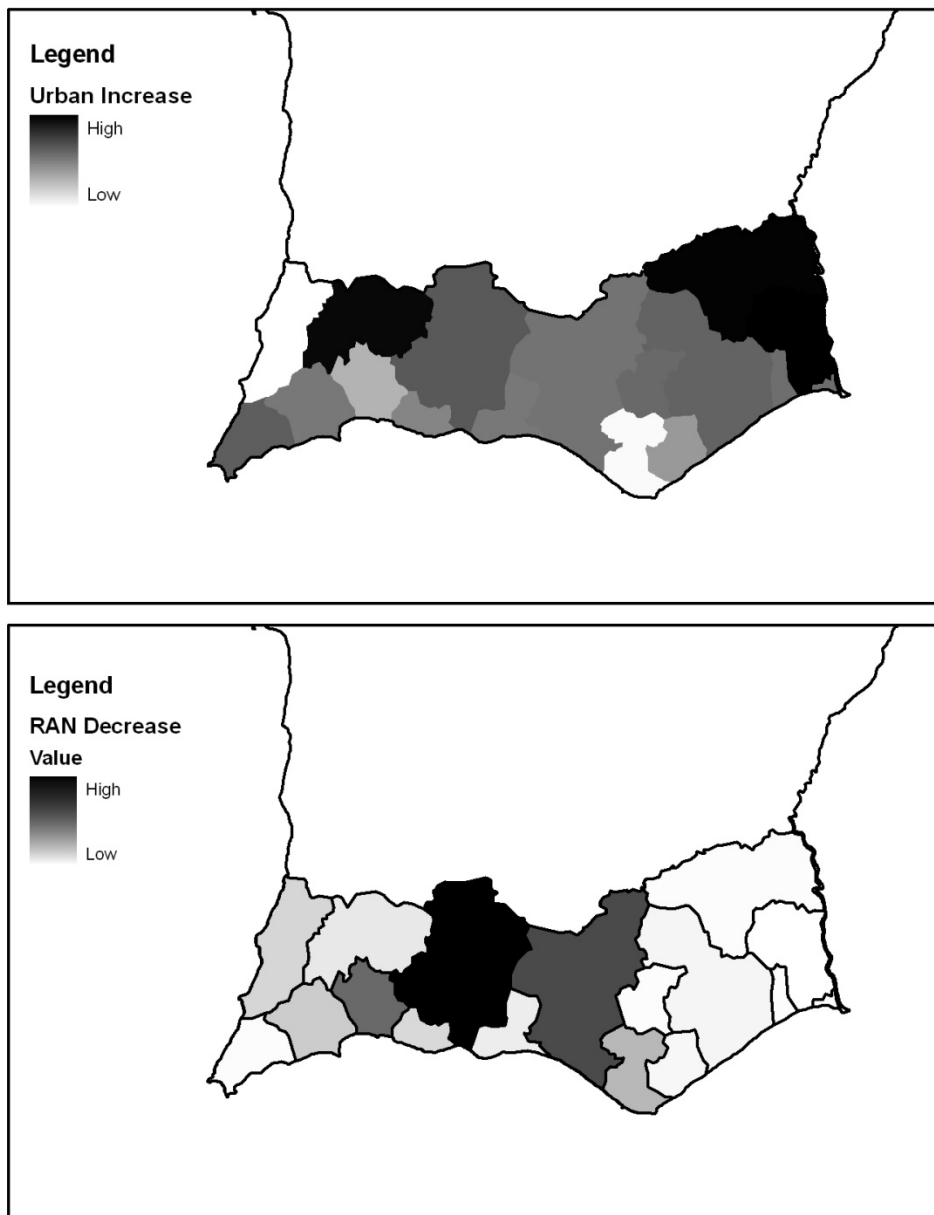 Legend
Urban Increase
High
Low
Legend
RAN Decrease
Value
High
Low